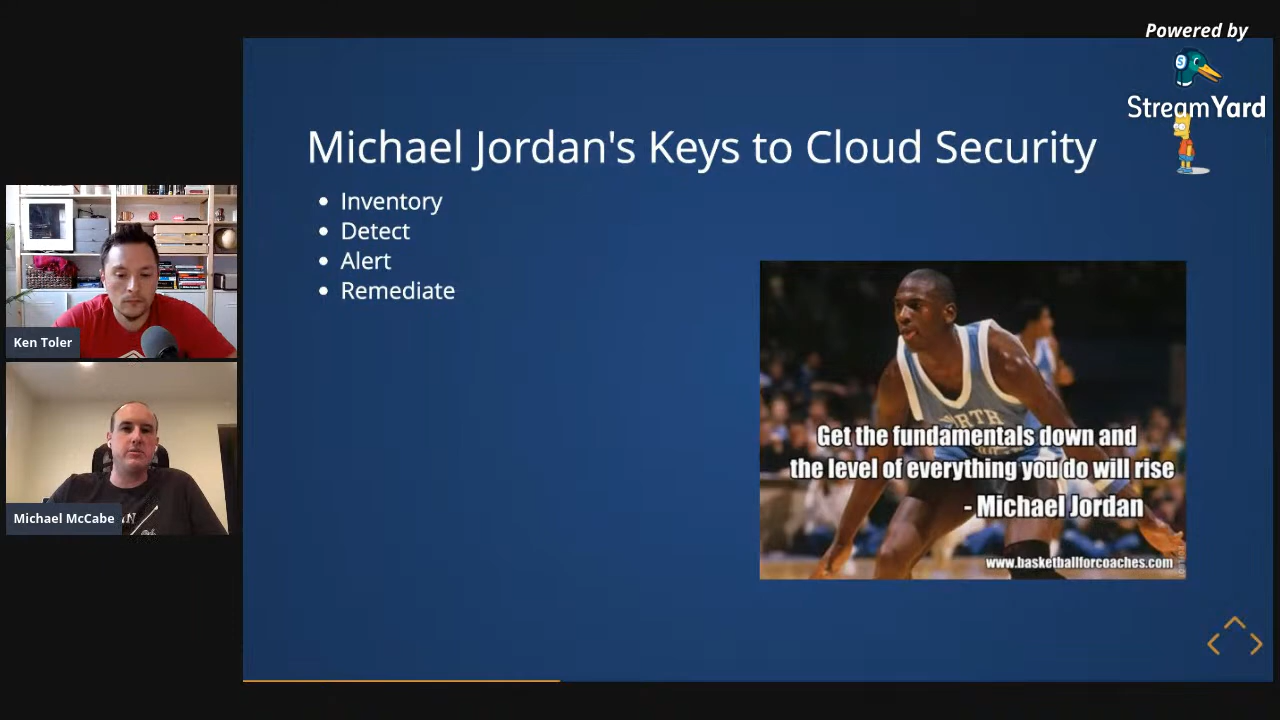 Powered by
StreamYard
Michael Jordan's Keys to Cloud Security
Inventory
Detect
Alert
Remediate
Ken Toler
Michael McCabe
Get the fundamentals down and
the level of everything you do will rise
- Michael Jordan
www.basketballforcoaches.com